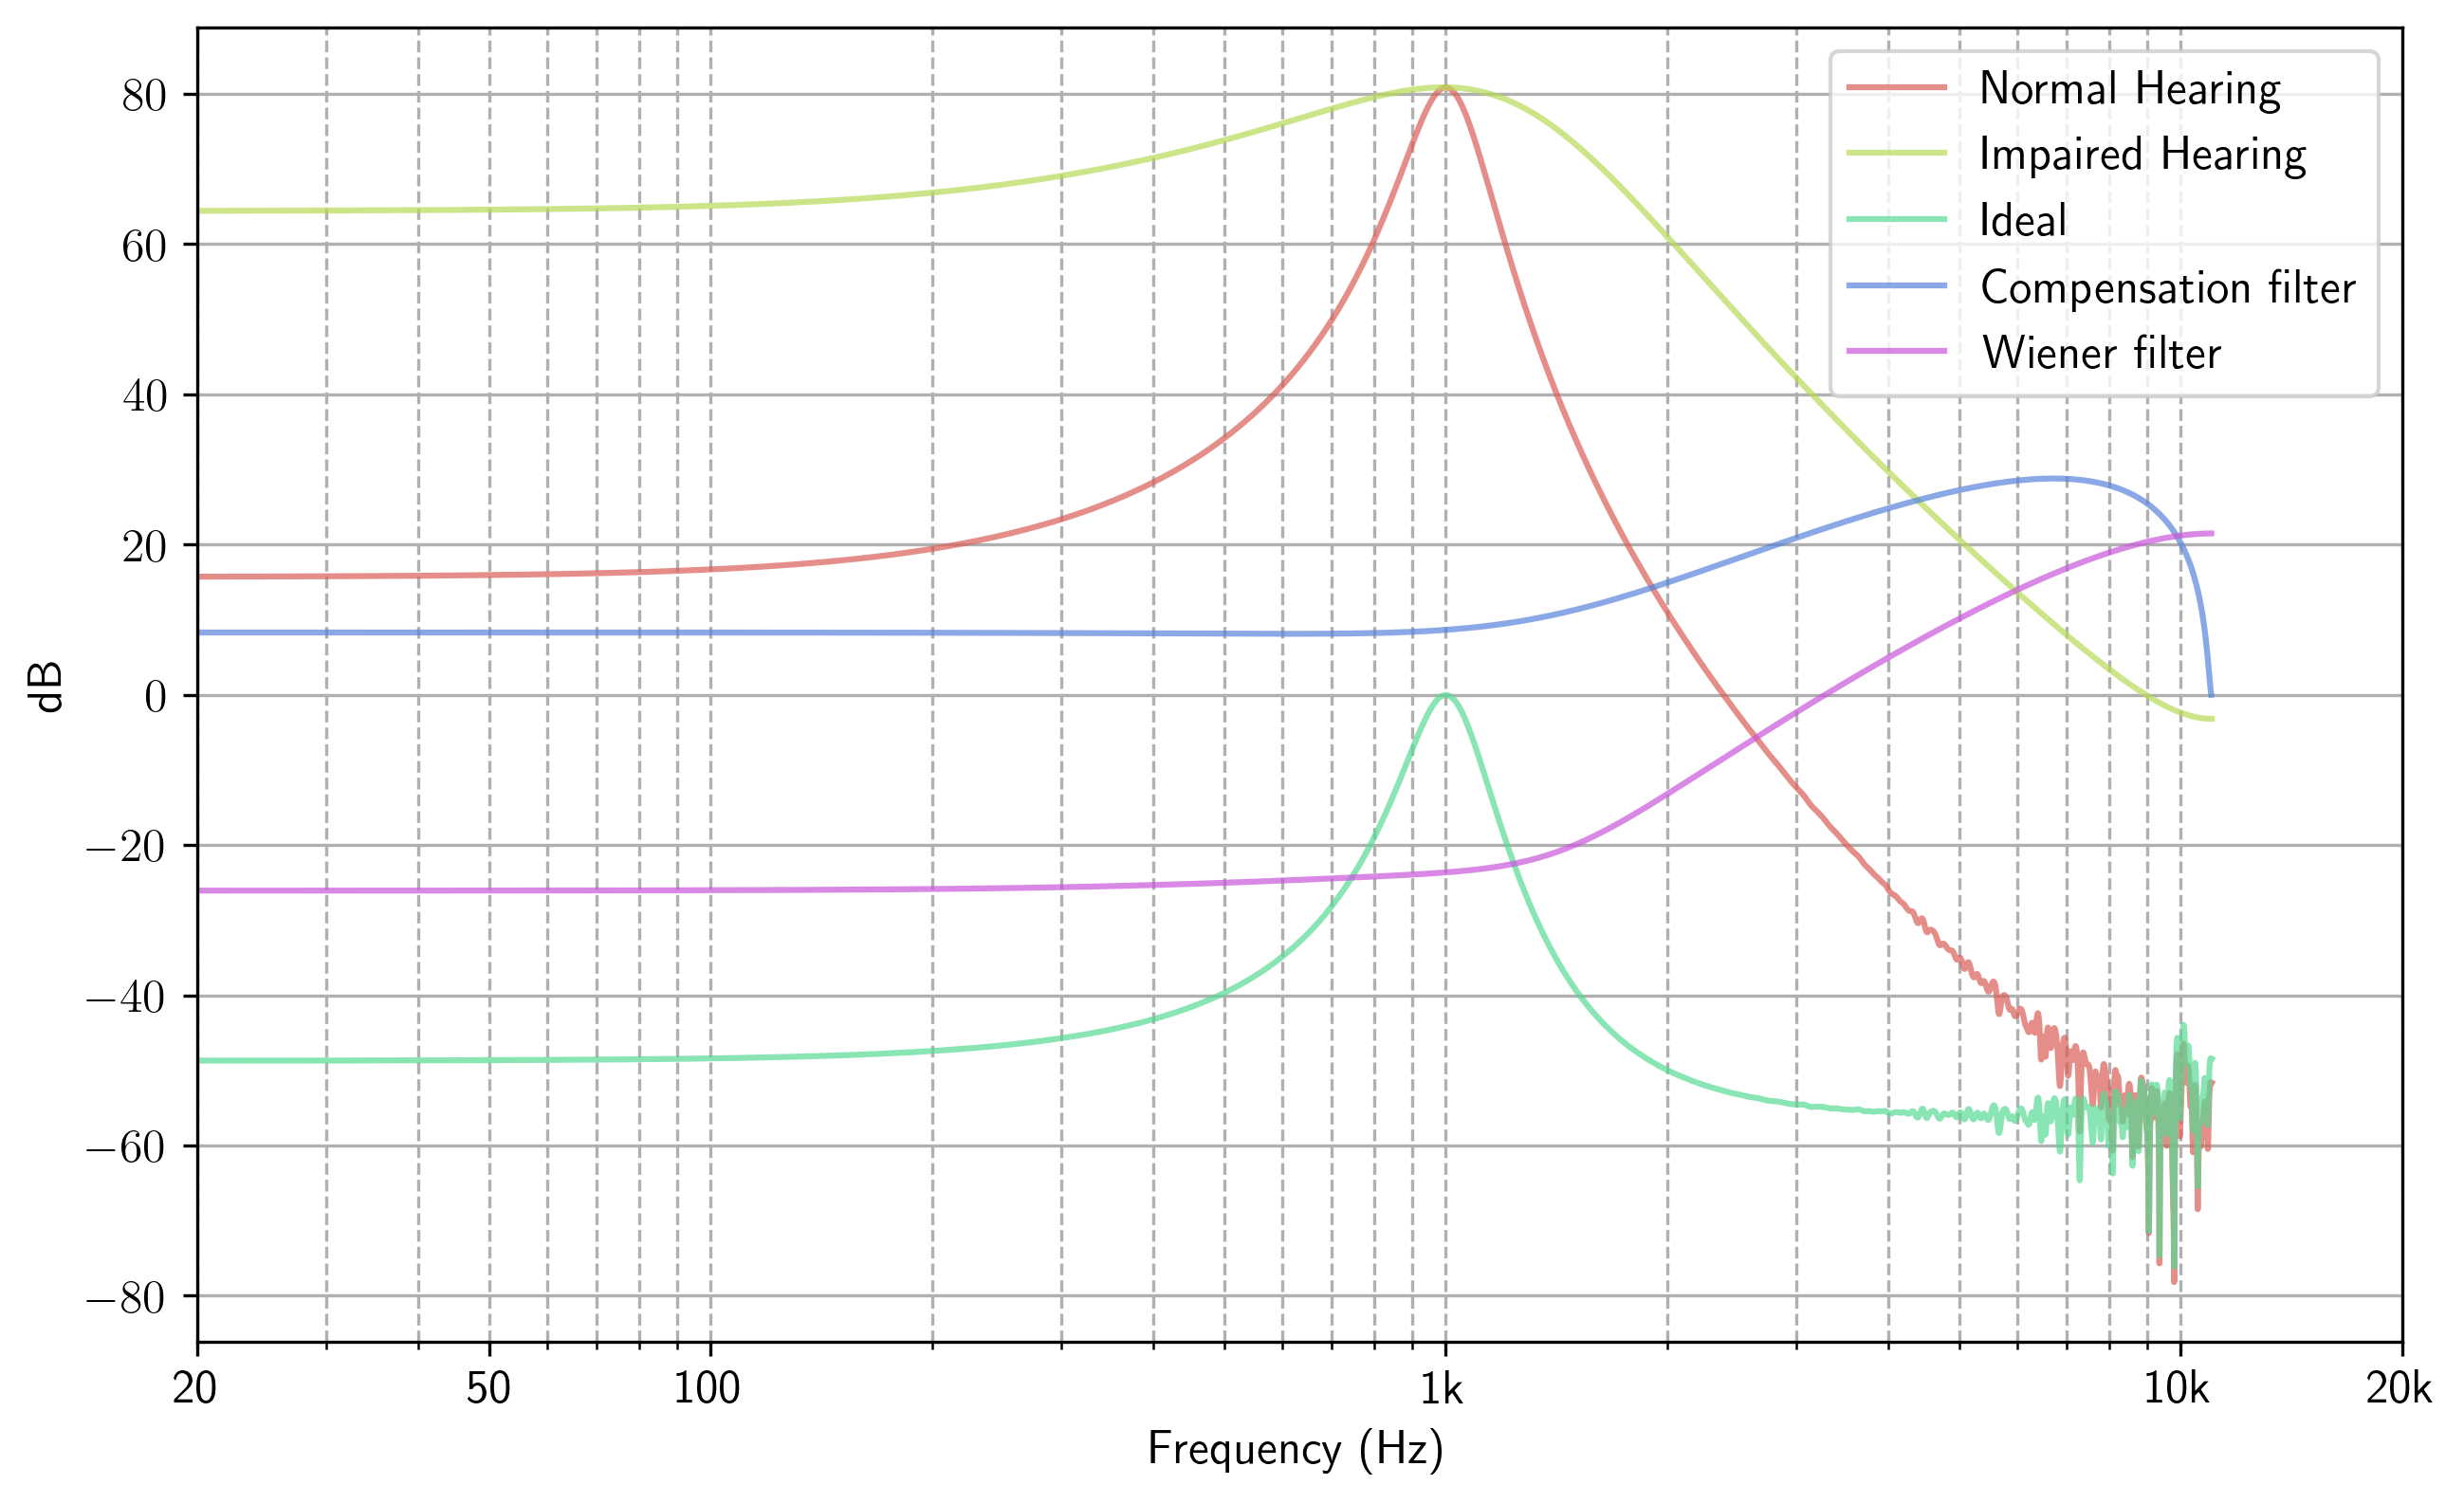 80
60
40
20
0
−20
−40
−60
−80
dB
20
50
100
1k
10k
20k
Frequency (Hz)
Normal Hearing
Impaired Hearing
Ideal
Compensation filter
Wiener filter